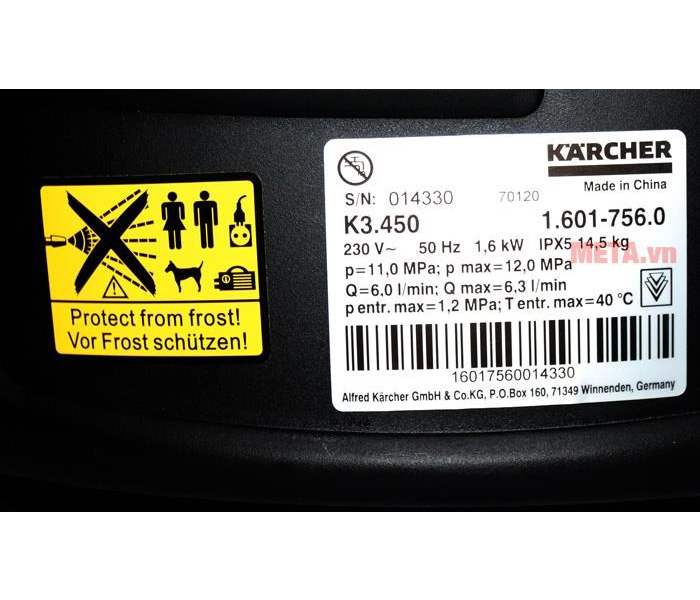 Protect from frost!
Vor Frost schützen!
KÄRCHER
Made in China
S/N: 014330 70120
K3.450 1.601-756.0
230 V~ 50 Hz 1,6 kW IPX5 14,5 kg
META.vn
p=11,0 MPa; p max=12,0 MPa
Q=6,0 l/min; Q max=6,3 l/min
p entr. max=1,2 MPa; T entr. max=40 °C
16017560014330
Alfred Kärcher GmbH & Co.KG, P.O.Box 160, 71349 Winnenden, Germany